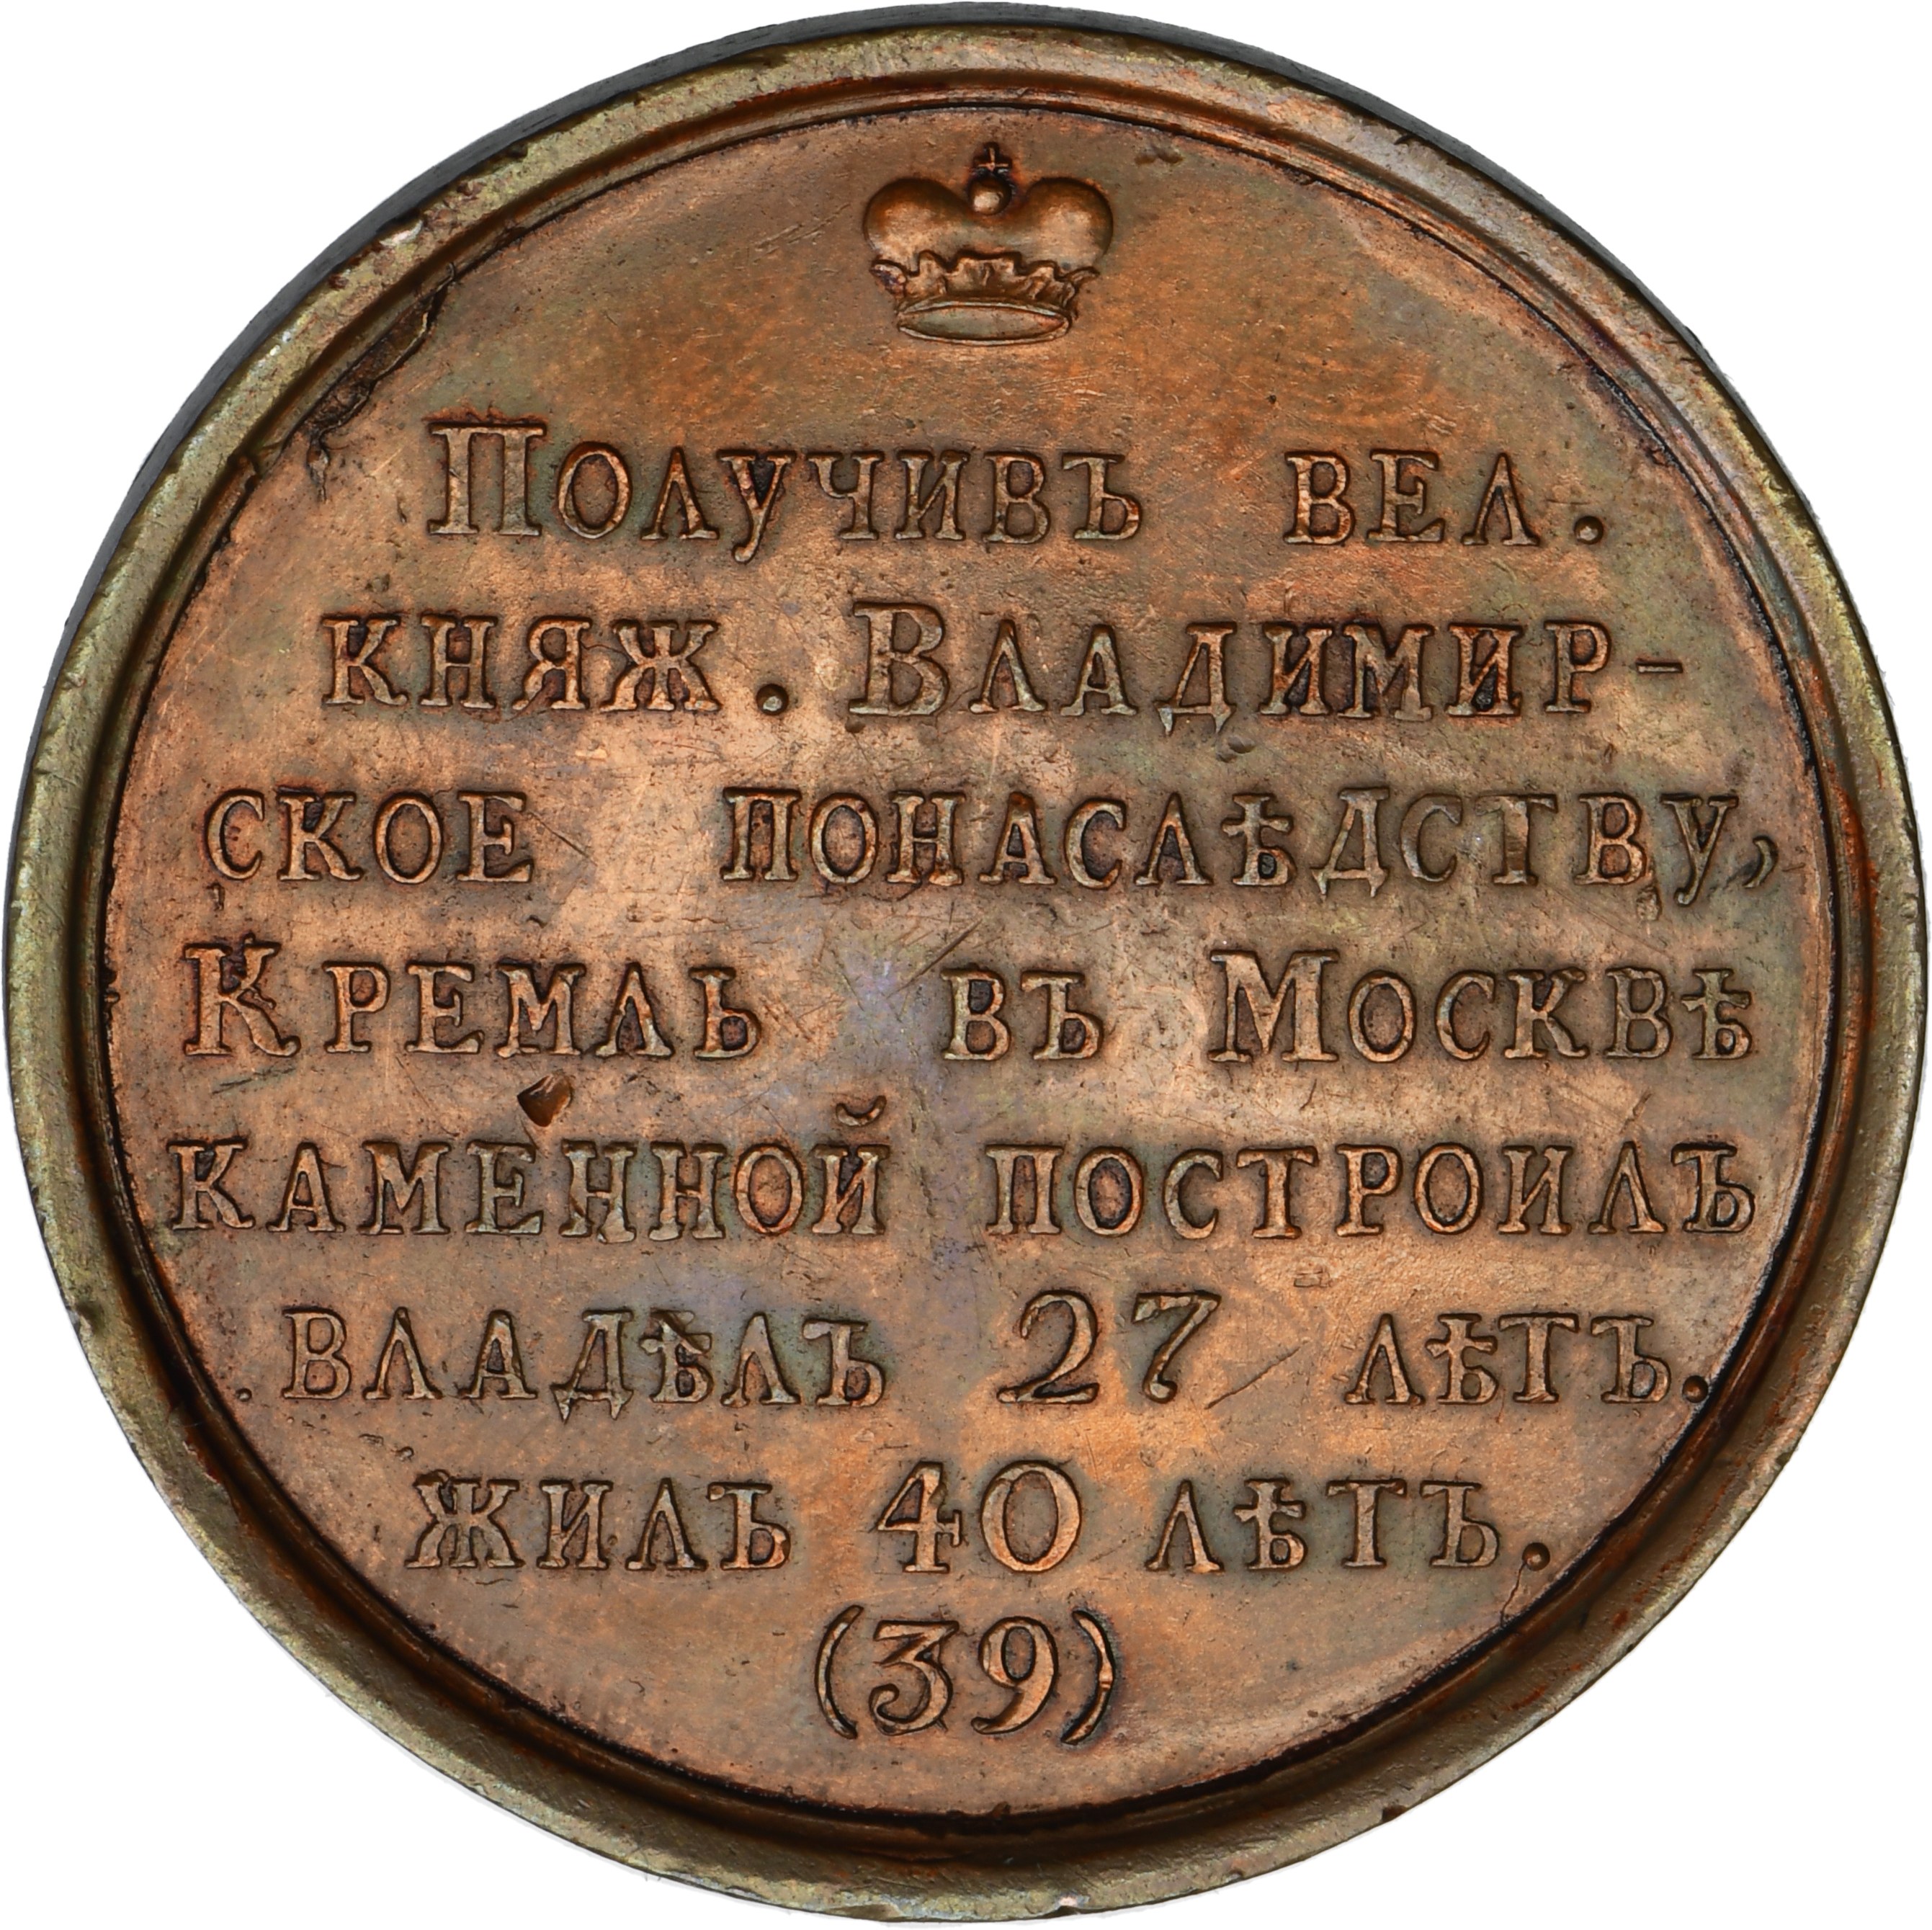 Получивъ вел.
княж. Владимир-
ское понаслѣдству,
Кремль въ Москвѣ
каменной построилъ
владѣлъ 27 лѣтъ.
жилъ 40 лѣтъ.
(39)